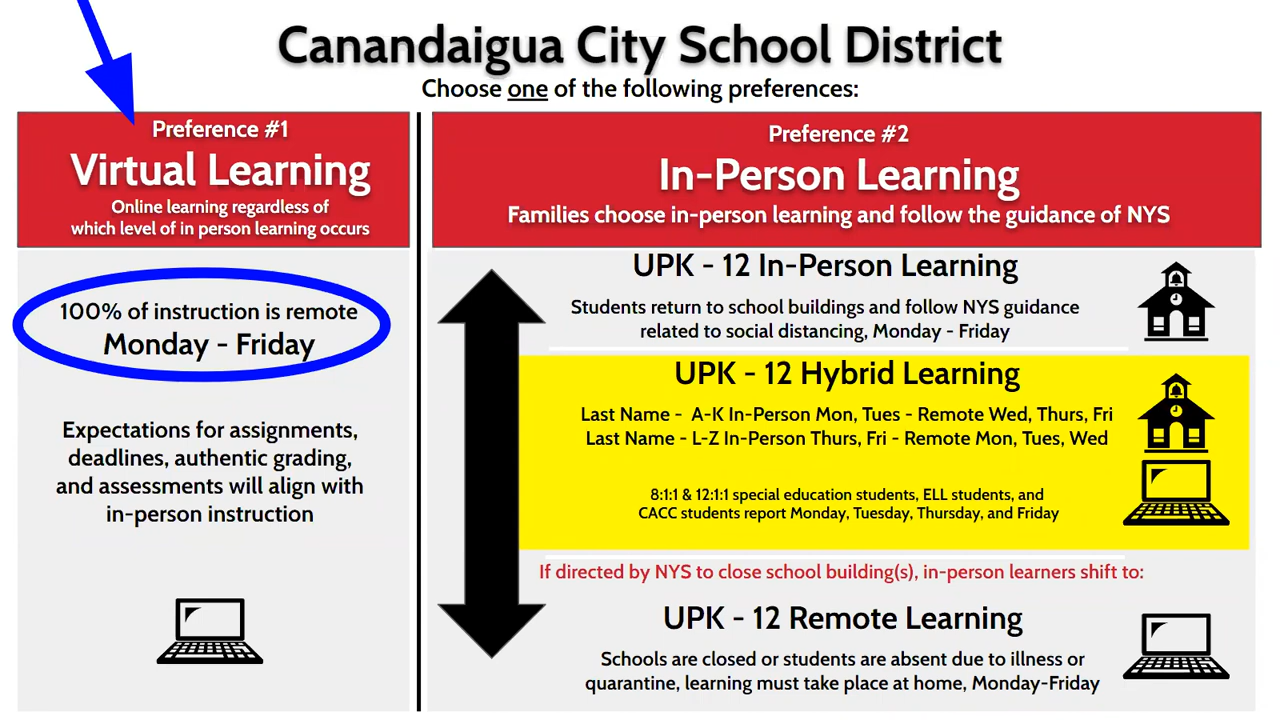 Canandaigua City School District
Choose one of the following preferences:
Preference #1
Virtual Learning
Online learning regardless of
which level of in person learning occurs
100% of instruction is remote
Monday - Friday
Expectations for assignments,
deadlines, authentic grading,
and assessments will align with
in-person instruction
Preference #2
In-Person Learning
Families choose in-person learning and follow the guidance of NYS
UPK - 12 In-Person Learning
Students return to school buildings and follow NYS guidance
related to social distancing, Monday - Friday
UPK - 12 Hybrid Learning
Last Name - A-K In-Person Mon, Tues - Remote Wed, Thurs, Fri
Last Name - L-Z In-Person Thurs, Fri - Remote Mon, Tues, Wed
8:1:1 & 12:1:1 special education students, ELL students, and
CACC students report Monday, Tuesday, Thursday, and Friday
If directed by NYS to close school building(s), in-person learners shift to:
UPK - 12 Remote Learning
Schools are closed or students are absent due to illness or
quarantine, learning must take place at home, Monday-Friday